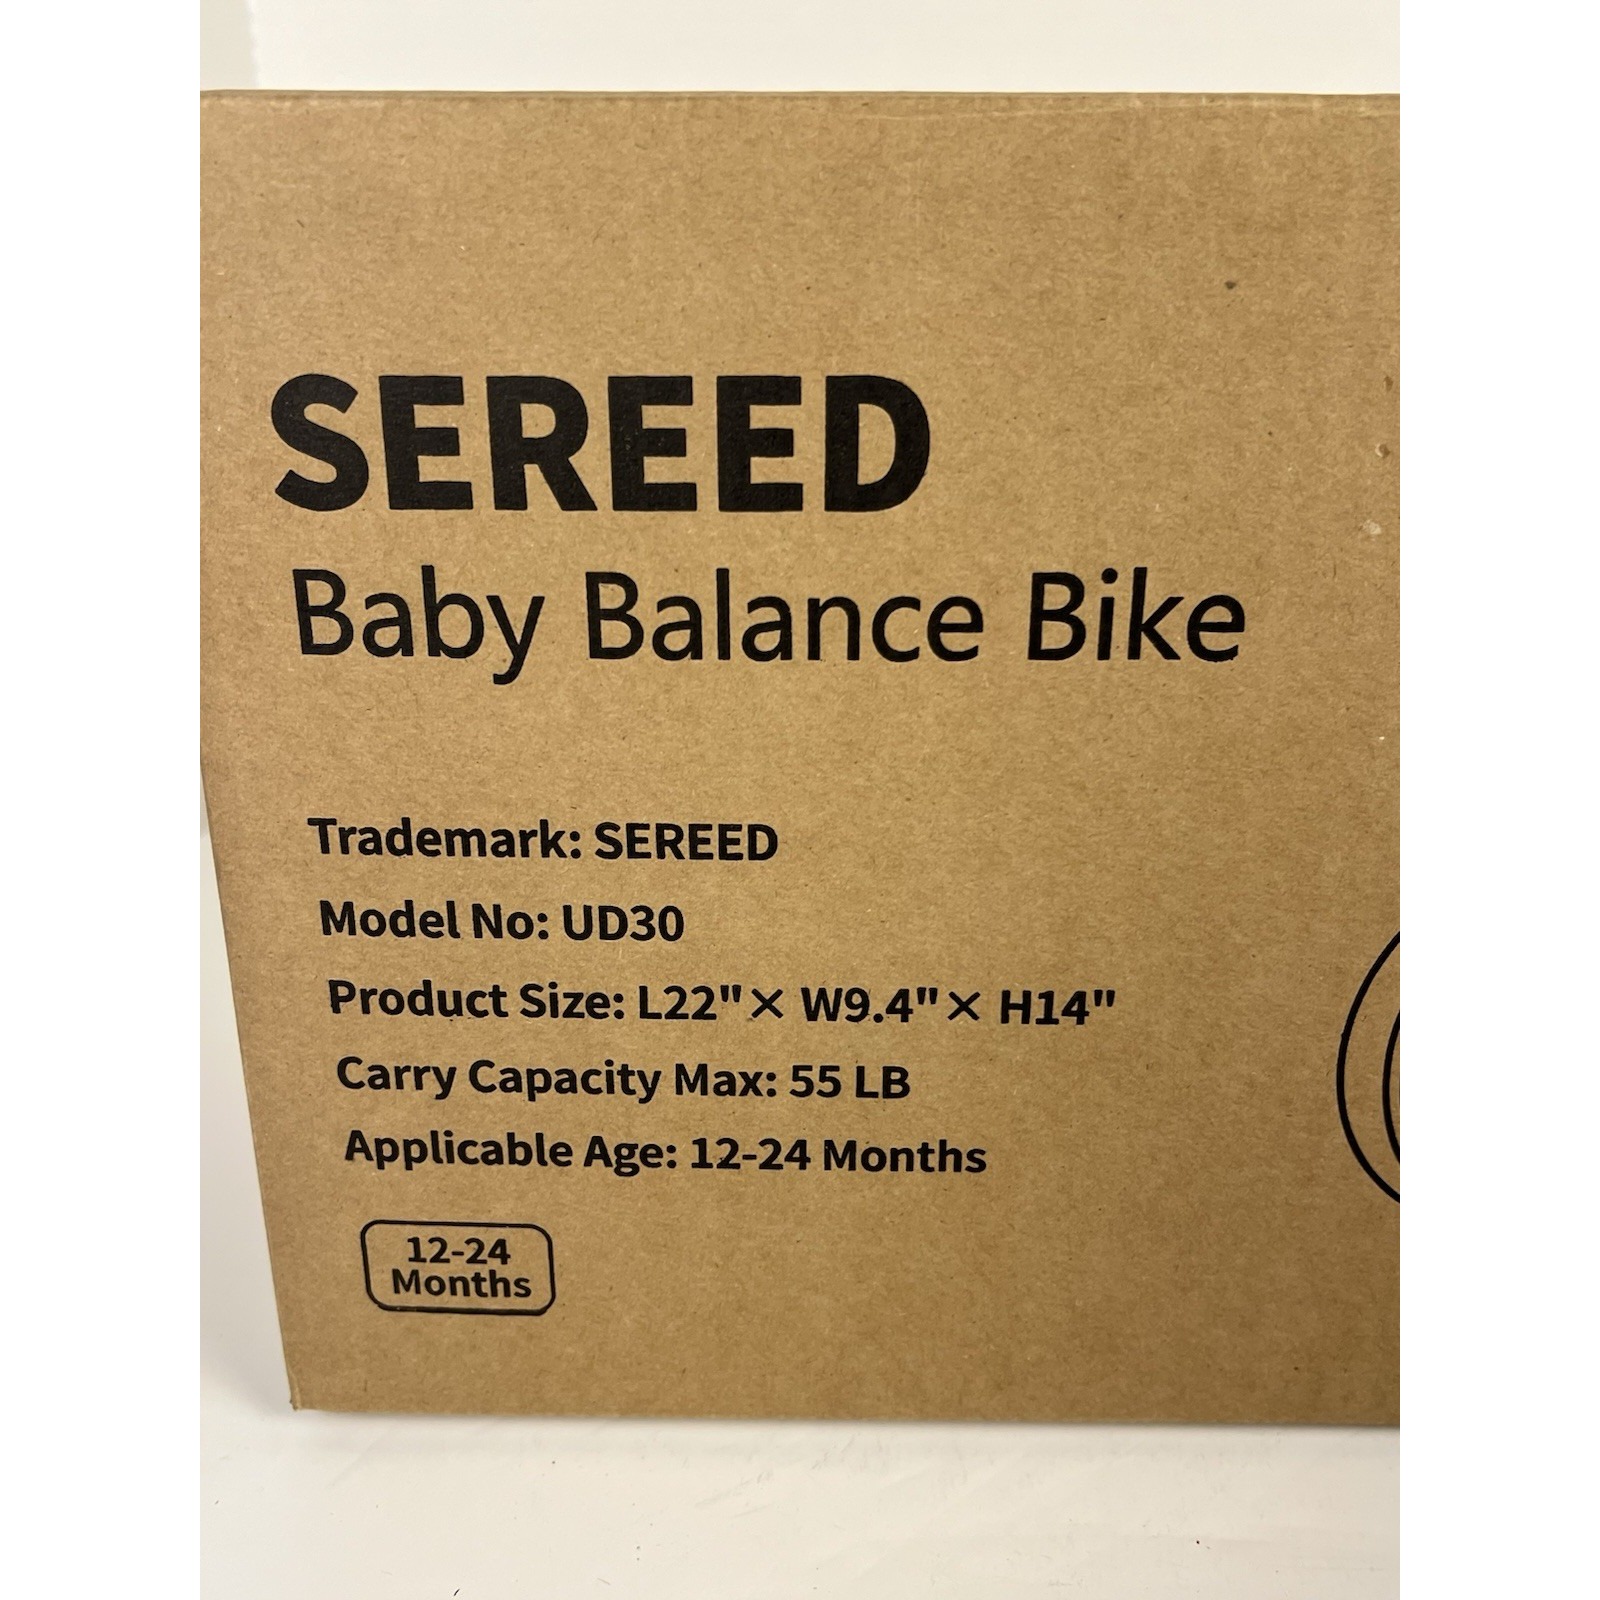 SEREED
Baby Balance Bike
Trademark: SEREED
Model No: UD30
Product Size: L22"× W9.4"× H14"
Carry Capacity Max: 55 LB
Applicable Age: 12-24 Months
12-24
Months